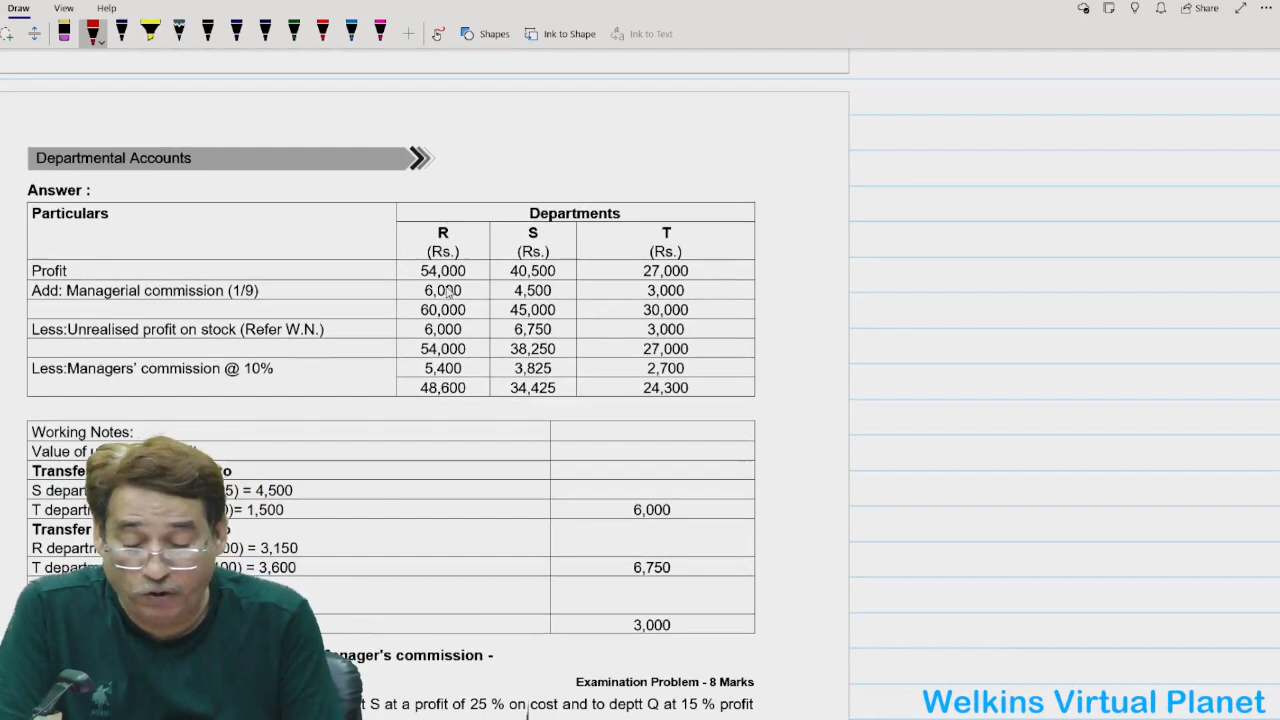 Draw View Help
Share
Shapes Ink to Shape Ink to Text
Departmental Accounts
Answer :
Particulars Departments
R S T
(Rs.) (Rs.) (Rs.)
Profit 54,000 40,500 27,000
Add: Managerial commission (1/9) 6,000 4,500 3,000
60,000 45,000 30,000
Less:Unrealised profit on stock (Refer W.N.) 6,000 6,750 3,000
54,000 38,250 27,000
Less:Managers' commission @ 10% 5,400 3,825 2,700
48,600 34,425 24,300
Working Notes:
Value of
Transfe o
S depar 5) = 4,500
T depar )= 1,500 6,000
Transfer
R departm 00) = 3,150
T depart 100) = 3,600 6,750
3,000
anager's commission -
Examination Problem - 8 Marks
t S at a profit of 25 % on cost and to deptt Q at 15 % profit
Welkins Virtual Planet